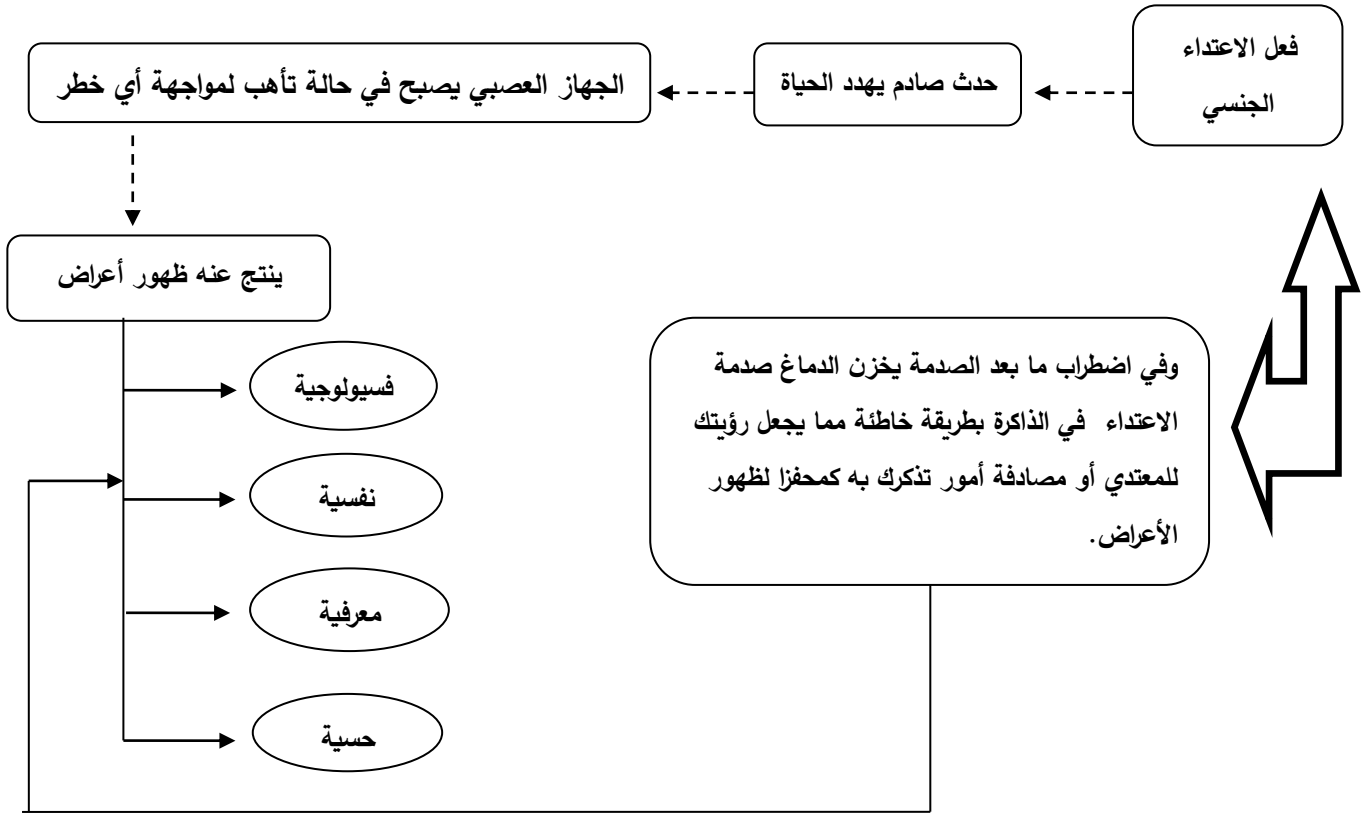 فعل الاعتداء
الجنسي
حدث صادم يهدد الحياة
الجهاز العصبي يصبح في حالة تأهب لمواجهة أي خطر
ينتج عنه ظهور أعراض
فسيولوجية
نفسية
معرفية
حسية
وفي اضطراب ما بعد الصدمة يخزن الدماغ صدمة
الاعتداء في الذاكرة بطريقة خاطئة مما يجعل رؤيتك
للمعتدي أو مصادفة أمور تذكرك به كمحفزا لظهور
الأعراض.